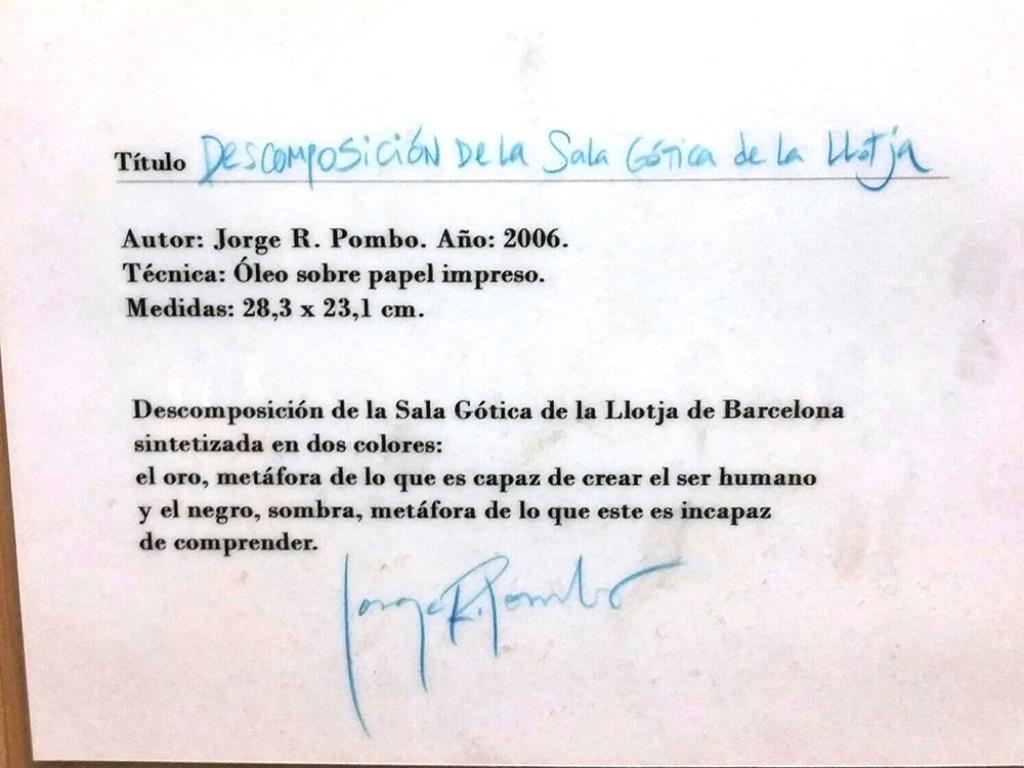 Título Descomposición de la Sala Gótica de la Llotja
Autor: Jorge R. Pombo. Año: 2006.
Técnica: Óleo sobre papel impreso.
Medidas: 28,3 x 23,1 cm.
Descomposición de la Sala Gótica de la Llotja de Barcelona
sintetizada en dos colores:
el oro, metáfora de lo que es capaz de crear el ser humano
y el negro, sombra, metáfora de lo que este es incapaz
de comprender.
Jorge R. Pombo